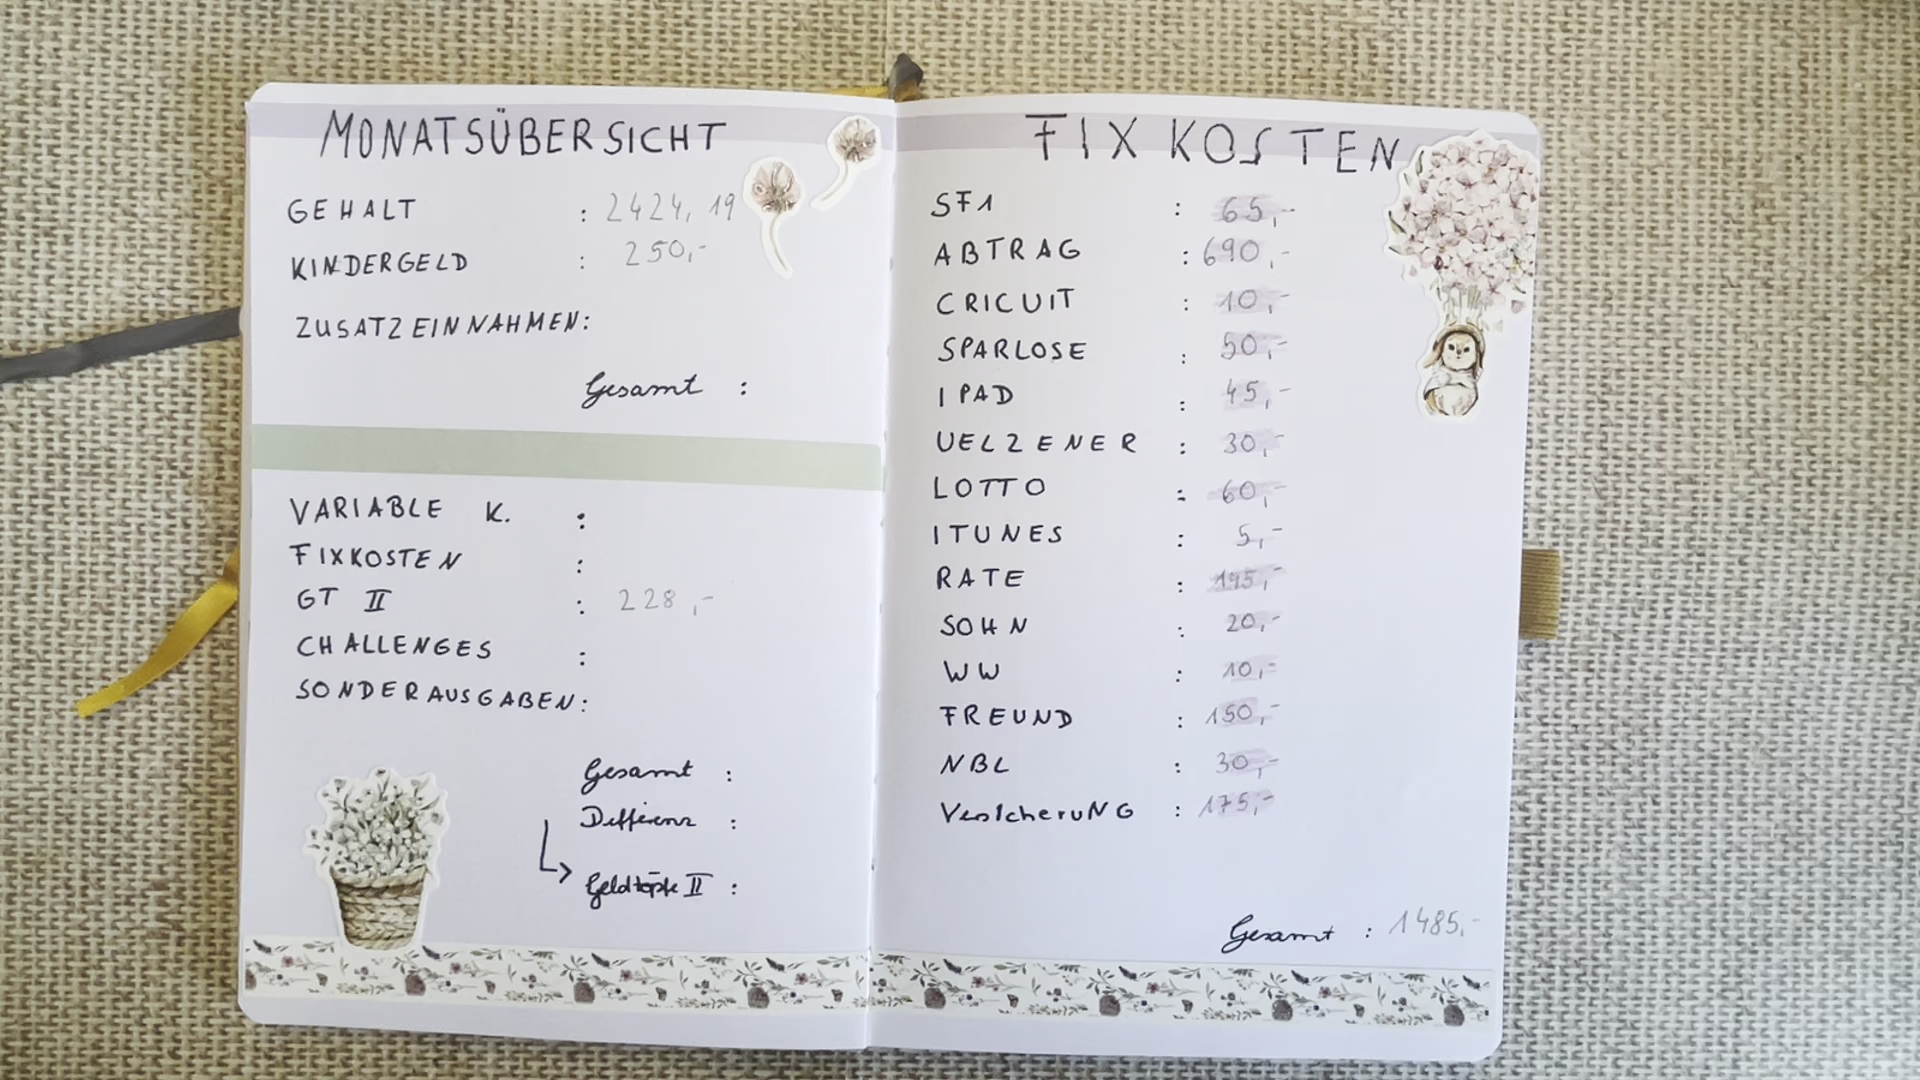 MONATSÜBERSICHT
GEHALT : 2424,19
KINDERGELD : 250,-
ZUSATZEINNAHMEN:
Gesamt :
VARIABLE K. :
FIXKOSTEN :
GT II : 228,-
CHALLENGES :
SONDERAUSGABEN:
Gesamt :
Differenz :
Geldtöpfe II :
FIXKOSTEN
SF1 : 65,-
ABTRAG : 690,-
CRICUIT : 10,-
SPARLOSE : 50,-
IPAD : 45,-
UELZENER : 30,-
LOTTO : 60,-
ITUNES : 5,-
RATE : 145,-
SOHN : 20,-
WW : 10,-
FREUND : 150,-
NBL : 30,-
VersIcheruNG : 175,-
Gesamt : 1485,-